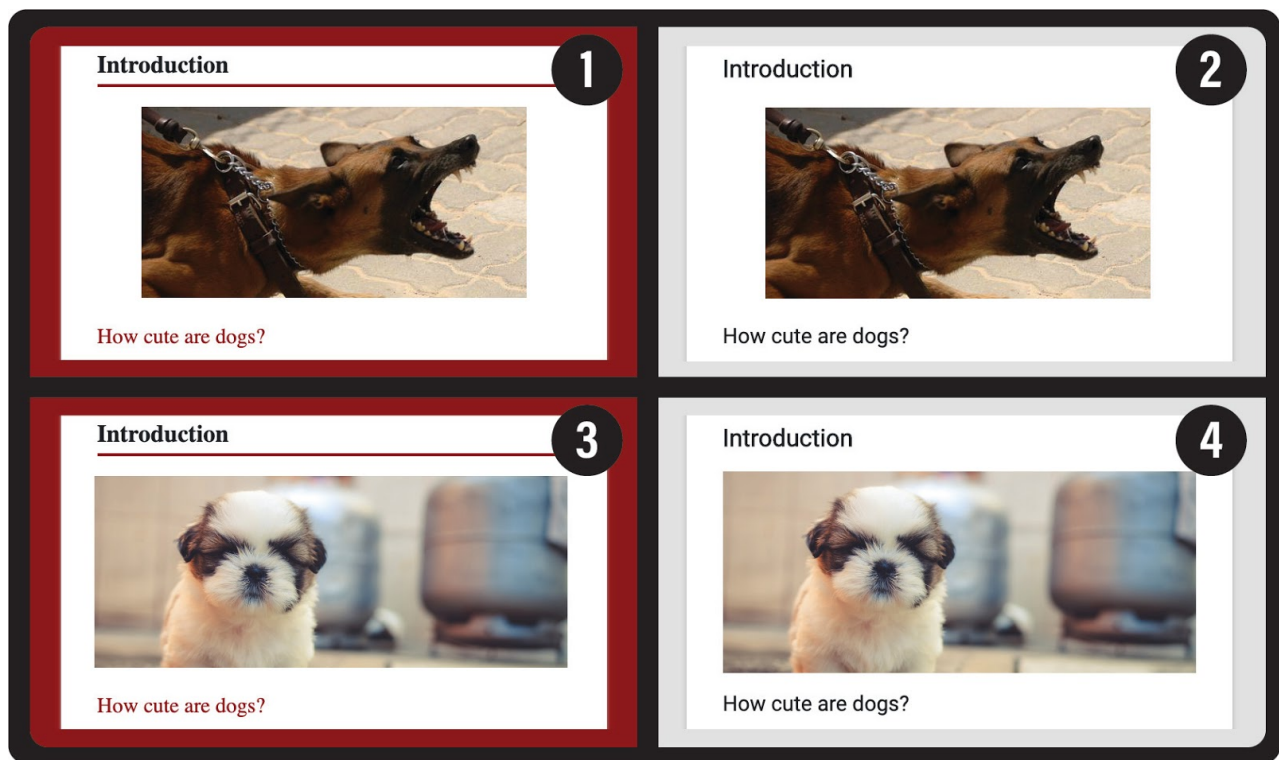 Introduction
1
How cute are dogs?
Introduction
2
How cute are dogs?
Introduction
3
How cute are dogs?
Introduction
4
How cute are dogs?